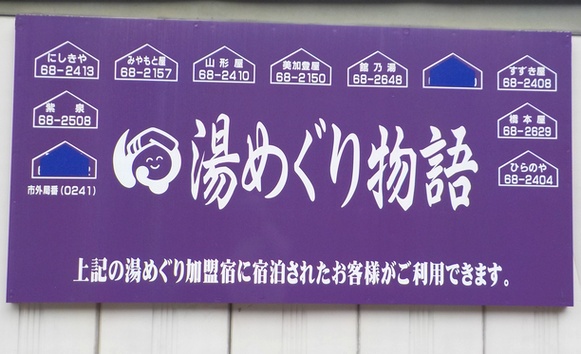 にしきや
68-2413
みやもと屋
68-2157
山形屋
68-2410
美加登屋
68-2150
館乃湯
68-2648
すずき屋
68-2408
紫泉
68-2508
橋本屋
68-2629
ひらのや
68-2404
市外局番(0241)
湯めぐり物語
上記の湯めぐり加盟宿に宿泊されたお客様がご利用できます。